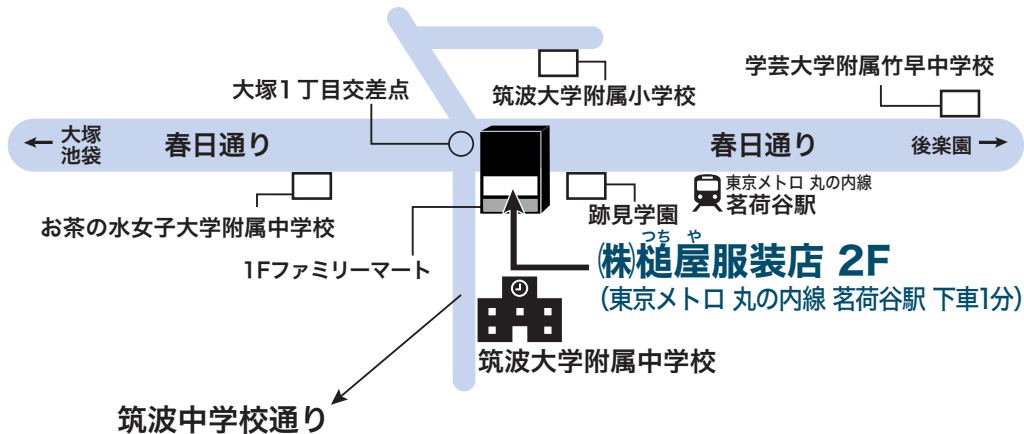 学芸大学附属竹早中学校
大塚1丁目交差点
筑波大学附属小学校
← 大塚
池袋
春日通り
春日通り
後楽園 →
東京メトロ 丸の内線
茗荷谷駅
お茶の水女子大学附属中学校
跡見学園
1Fファミリーマート
つち や
㈱槌屋服装店 2F
(東京メトロ 丸の内線 茗荷谷駅 下車1分)
筑波大学附属中学校
筑波中学校通り